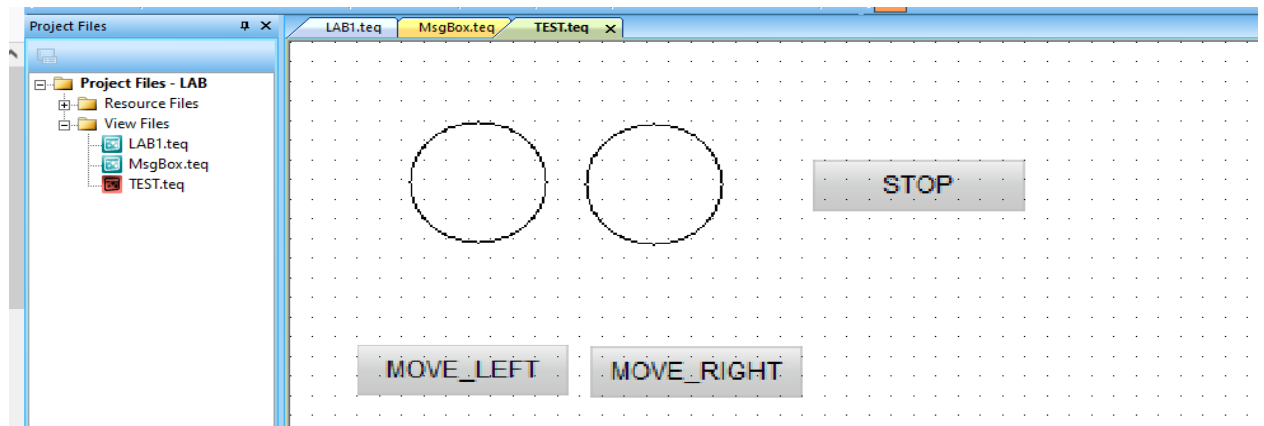 Project Files
LAB1.teq
MsgBox.teq
TEST.teq
Project Files - LAB
Resource Files
View Files
LAB1.teq
MsgBox.teq
TEST.teq
STOP
MOVE_LEFT
MOVE_RIGHT